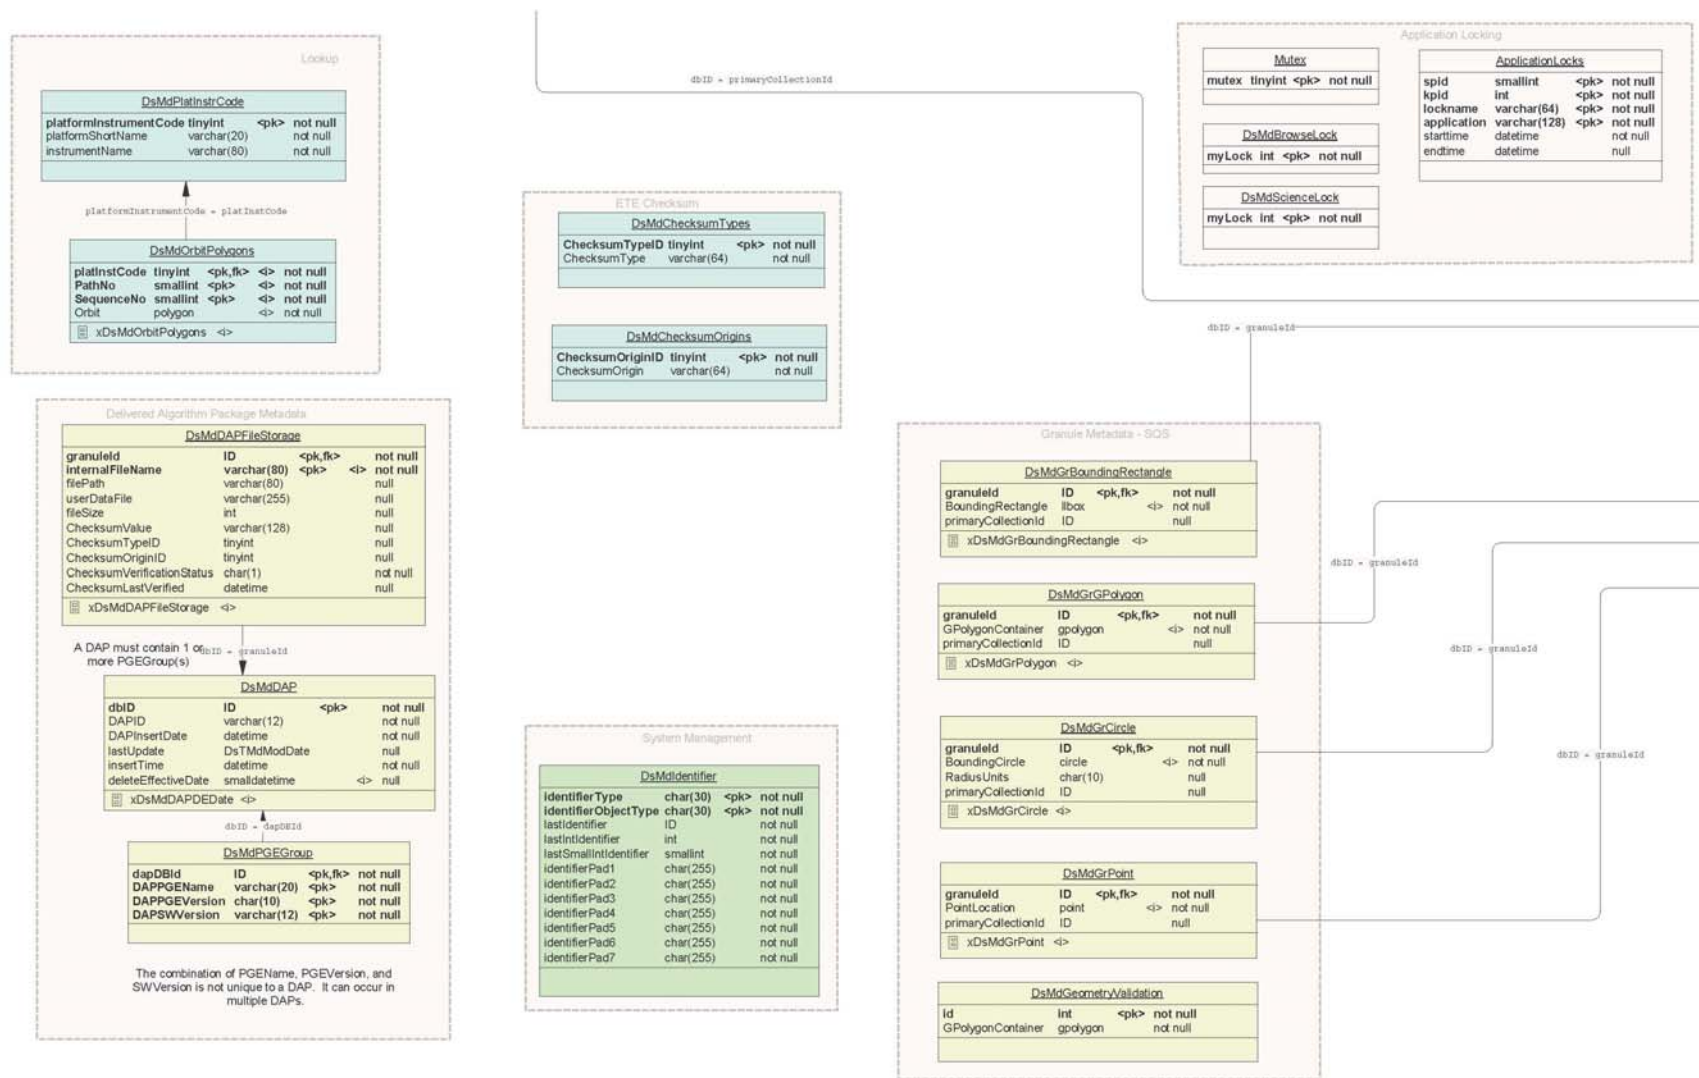 Lookup
DsMdPlatInstrCode
platformInstrumentCode tinyint <pk> not null
platformShortName varchar(20) not null
instrumentName varchar(80) not null
platformInstrumentCode = platInstCode
DsMdOrbitPolygons
platInstCode tinyint <pk,fk> <i> not null
PathNo smallint <pk> <i> not null
SequenceNo smallint <pk> <i> not null
Orbit polygon <i> not null
xDsMdOrbitPolygons <i>
dbID = primaryCollectionId
ETE Checksum
DsMdChecksumTypes
ChecksumTypeID tinyint <pk> not null
ChecksumType varchar(64) not null
DsMdChecksumOrigins
ChecksumOriginID tinyint <pk> not null
ChecksumOrigin varchar(64) not null
Application Locking
Mutex
mutex tinyint <pk> not null
DsMdBrowseLock
myLock int <pk> not null
DsMdScienceLock
myLock int <pk> not null
ApplicationLocks
spid smallint <pk> not null
kpid int <pk> not null
lockname varchar(64) <pk> not null
application varchar(128) <pk> not null
starttime datetime not null
endtime datetime null
dbID = granuleId
Delivered Algorithm Package Metadata
DsMdDAPFileStorage
granuleId ID <pk,fk> not null
internalFileName varchar(80) <pk> <i> not null
filePath varchar(80) null
userDataFile varchar(255) null
fileSize int null
ChecksumValue varchar(128) null
ChecksumTypeID tinyint null
ChecksumOriginID tinyint null
ChecksumVerificationStatus char(1) not null
ChecksumLastVerified datetime null
xDsMdDAPFileStorage <i>
A DAP must contain 1 or
more PGEGroup(s)
dbID = granuleId
DsMdDAP
dbID ID <pk> not null
DAPID varchar(12) not null
DAPInsertDate datetime not null
lastUpdate DsTMdModDate null
insertTime datetime not null
deleteEffectiveDate smalldatetime <i> null
xDsMdDAPDEDate <i>
dbID = dapDBId
DsMdPGEGroup
dapDBId ID <pk,fk> not null
DAPPGEName varchar(20) <pk> not null
DAPPGEVersion char(10) <pk> not null
DAPSWVersion varchar(12) <pk> not null
The combination of PGEName, PGEVersion, and
SWVersion is not unique to a DAP. It can occur in
multiple DAPs.
System Management
DsMdIdentifier
identifierType char(30) <pk> not null
identifierObjectType char(30) <pk> not null
lastIdentifier ID not null
lastIntIdentifier int not null
lastSmallIntIdentifier smallint not null
identifierPad1 char(255) not null
identifierPad2 char(255) not null
identifierPad3 char(255) not null
identifierPad4 char(255) not null
identifierPad5 char(255) not null
identifierPad6 char(255) not null
identifierPad7 char(255) not null
Granule Metadata - SQS
DsMdGrBoundingRectangle
granuleId ID <pk,fk> not null
BoundingRectangle llbox <i> not null
primaryCollectionId ID null
xDsMdGrBoundingRectangle <i>
DsMdGrGPolygon
granuleId ID <pk,fk> not null
GPolygonContainer gpolygon <i> not null
primaryCollectionId ID null
xDsMdGrPolygon <i>
DsMdGrCircle
granuleId ID <pk,fk> not null
BoundingCircle circle <i> not null
RadiusUnits char(10) null
primaryCollectionId ID null
xDsMdGrCircle <i>
DsMdGrPoint
granuleId ID <pk,fk> not null
PointLocation point <i> not null
primaryCollectionId ID null
xDsMdGrPoint <i>
DsMdGeometryValidation
id int <pk> not null
GPolygonContainer gpolygon not null
dbID = granuleId
dbID = granuleId
dbID = granuleId